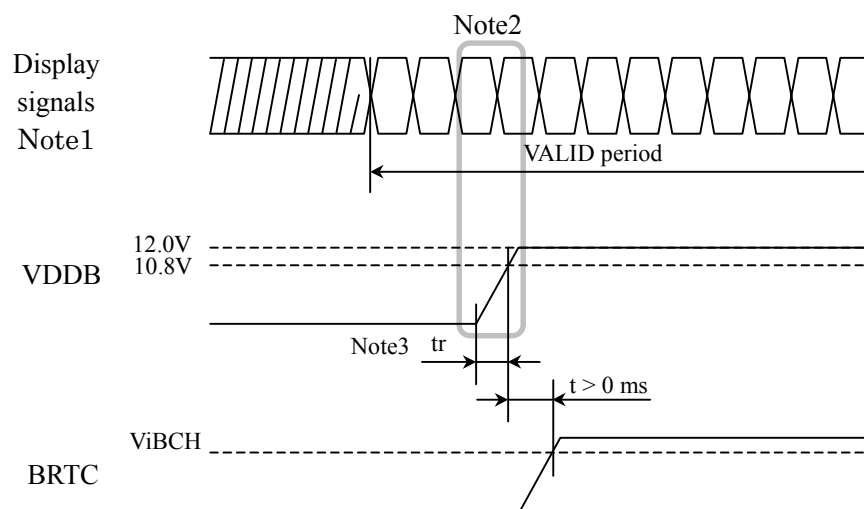 Note2
Display
signals
Note1
VALID period
12.0V
10.8V
VDDB
Note3
tr
t > 0 ms
ViBCH
BRTC